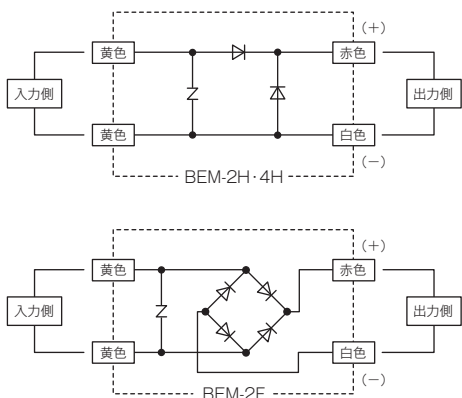 (+)
黄色
赤色
入力側
出力側
黄色
白色
(−)
BEM-2H・4H
(+)
黄色
赤色
入力側
出力側
黄色
白色
(−)
BEM-2F